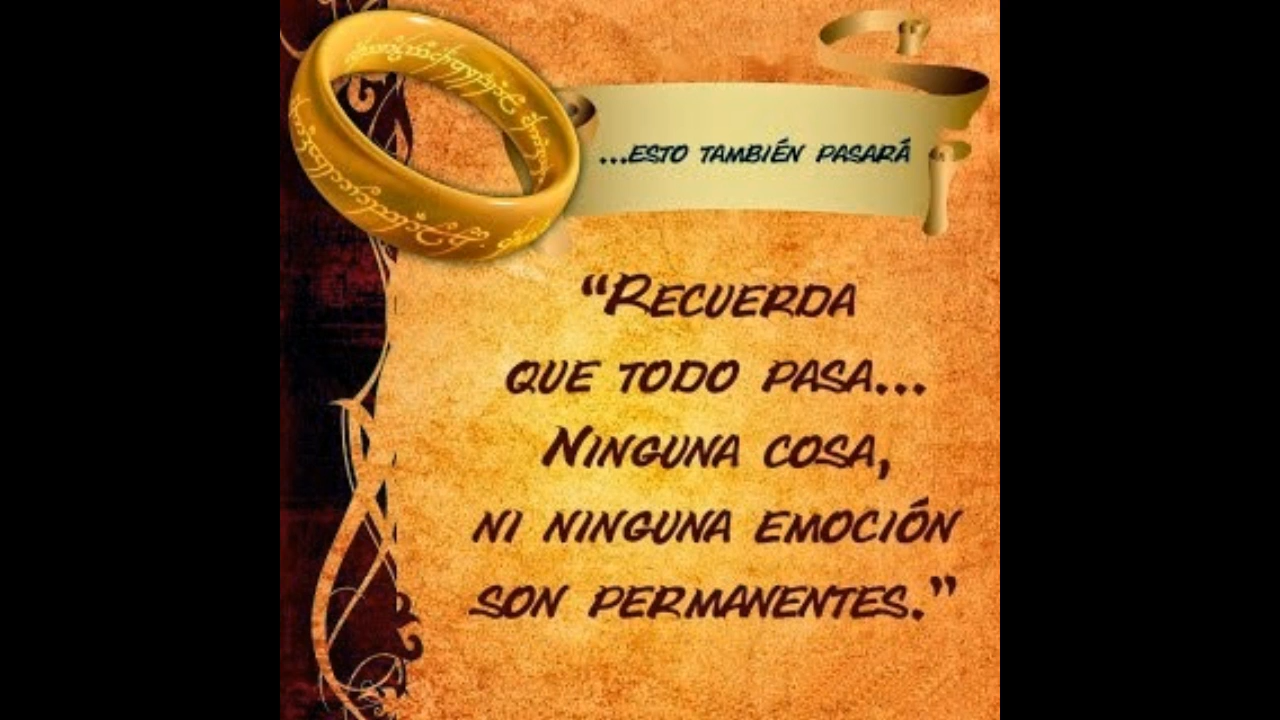 ...ESTO TAMBIÉN PASARÁ
“RECUERDA
QUE TODO PASA...
NINGUNA COSA,
NI NINGUNA EMOCIÓN
SON PERMANENTES.”